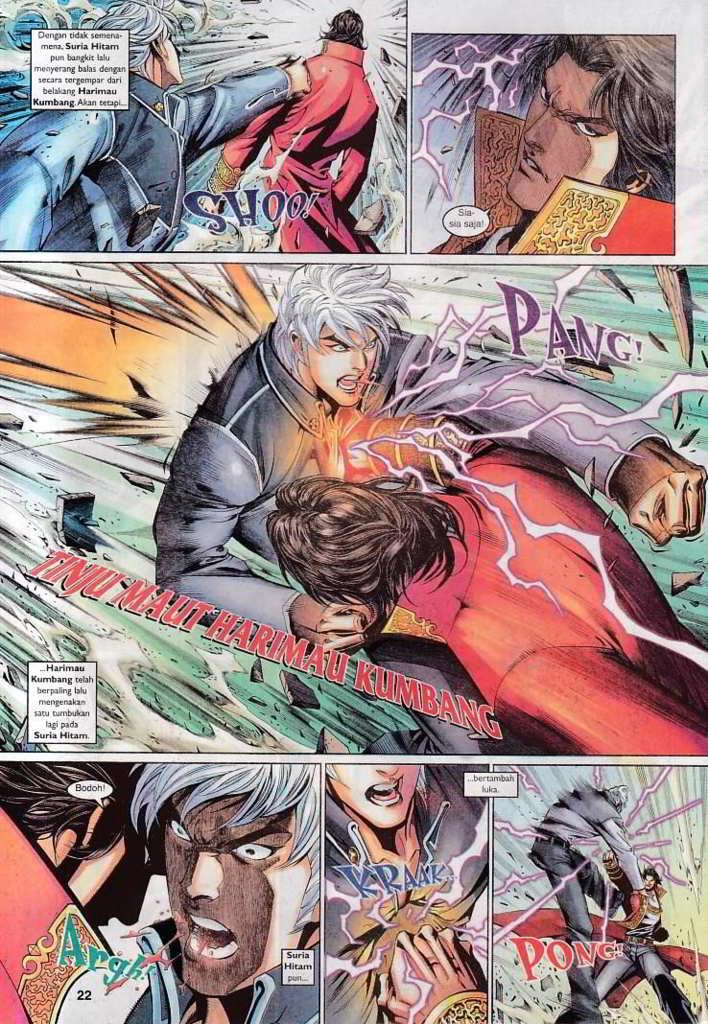 Dengan tidak semena-
mena, Suria Hitam
pun bangkit lalu
menyerang balas dengan
secara tergempar dari
belakang Harimau
Kumbang. Akan tetapi...
SHOO!
Sia-
sia saja!
PANG!
TINJU MAUT HARIMAU KUMBANG
...Harimau
Kumbang telah
berpaling lalu
mengenakan
satu tumbukan
lagi pada
Suria Hitam.
Bodoh!
Argh!
Suria
Hitam
pun...
KRAAK
...bertambah
luka.
PONG!
22